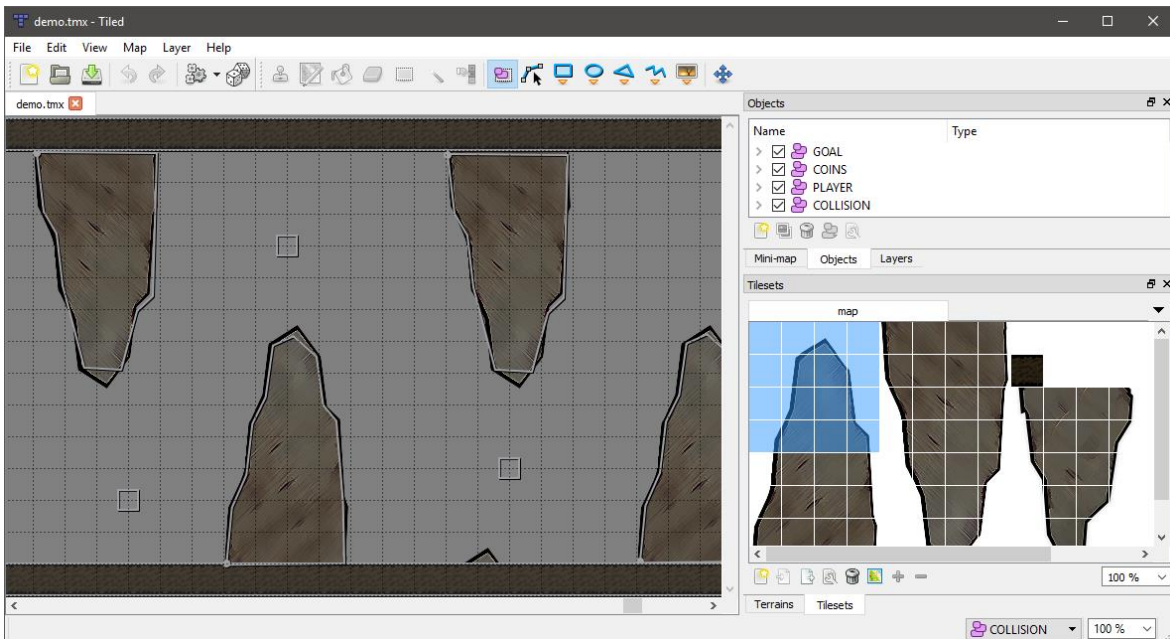 demo.tmx - Tiled
File Edit View Map Layer Help
demo.tmx
Objects
Name Type
GOAL
COINS
PLAYER
COLLISION
Mini-map Objects Layers
Tilesets
map
100 %
Terrains Tilesets
COLLISION 100 %